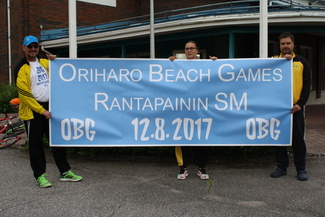 Oriharo Beach Games
Rantapainin SM
OBG 12.8.2017 OBG